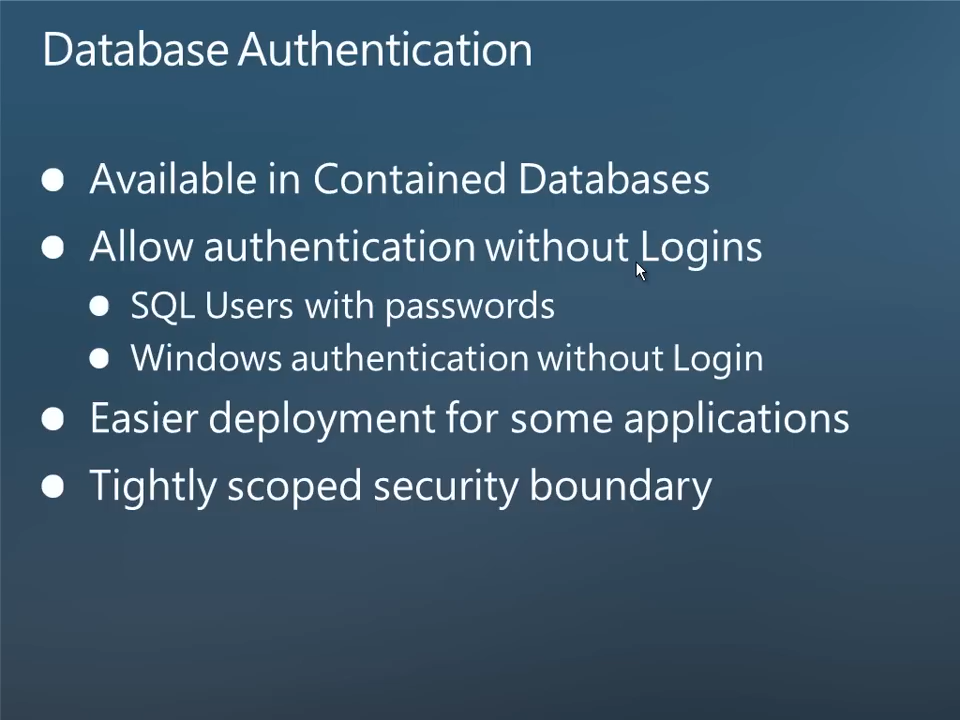 Database Authentication
Available in Contained Databases
Allow authentication without Logins
SQL Users with passwords
Windows authentication without Login
Easier deployment for some applications
Tightly scoped security boundary